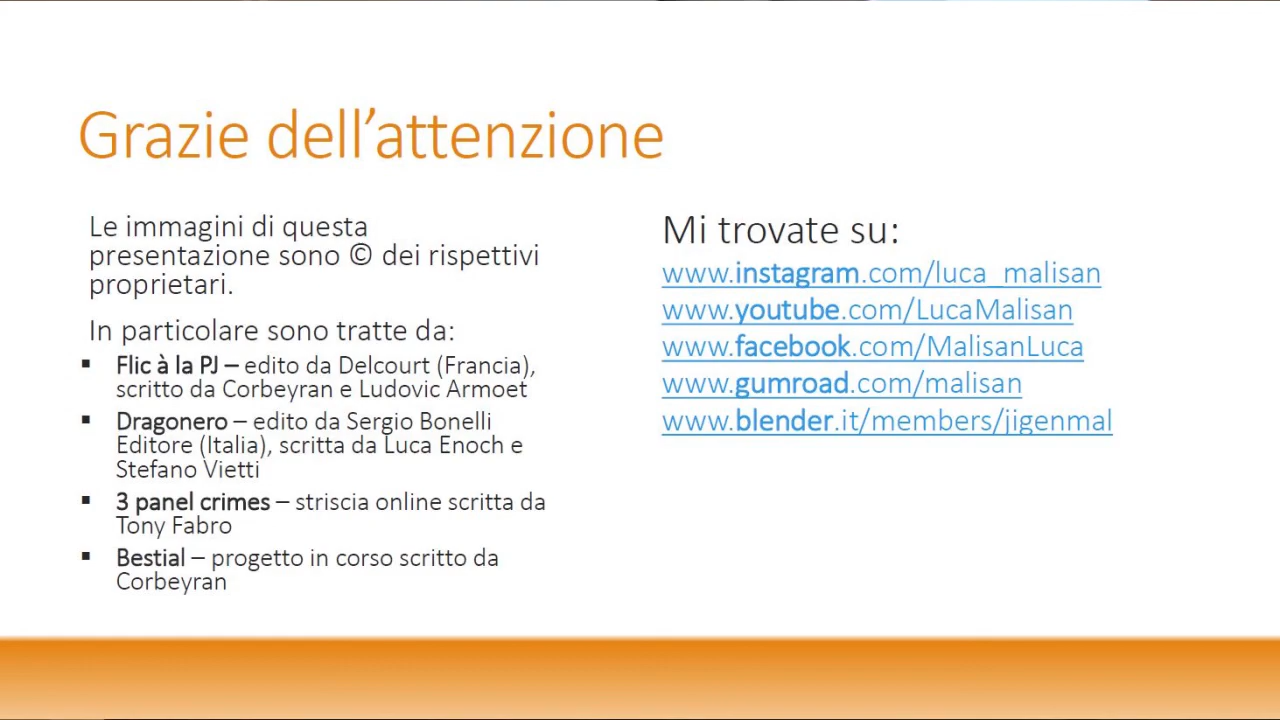 Grazie dell’attenzione
Le immagini di questa
presentazione sono © dei rispettivi
proprietari.
In particolare sono tratte da:
▪ Flic à la PJ – edito da Delcourt (Francia),
scritto da Corbeyran e Ludovic Armoet
▪ Dragonero – edito da Sergio Bonelli
Editore (Italia), scritta da Luca Enoch e
Stefano Vietti
▪ 3 panel crimes – striscia online scritta da
Tony Fabro
▪ Bestial – progetto in corso scritto da
Corbeyran
Mi trovate su:
www.instagram.com/luca_malisan
www.youtube.com/LucaMalisan
www.facebook.com/MalisanLuca
www.gumroad.com/malisan
www.blender.it/members/jigenmal